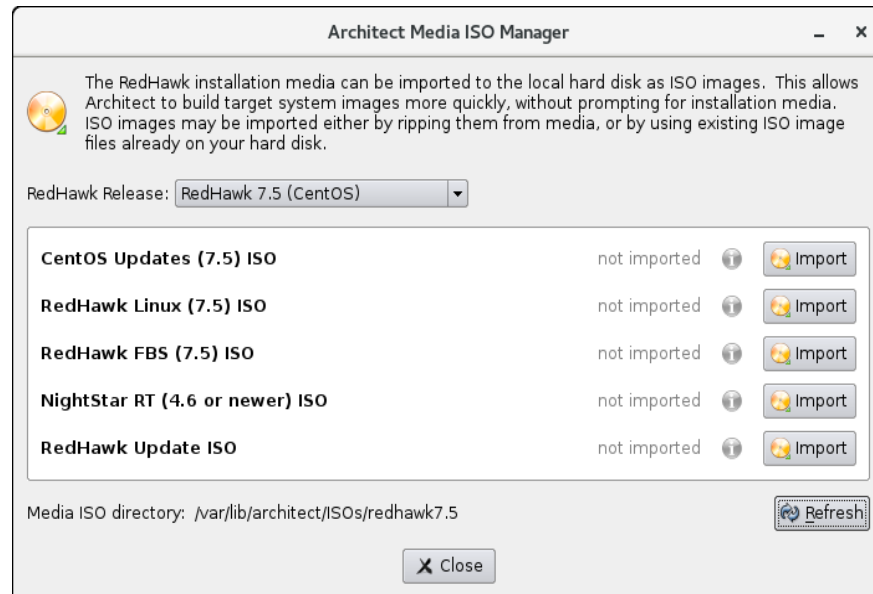 Architect Media ISO Manager
The RedHawk installation media can be imported to the local hard disk as ISO images.  This allows
Architect to build target system images more quickly, without prompting for installation media.
ISO images may be imported either by ripping them from media, or by using existing ISO image
files already on your hard disk.
RedHawk Release: RedHawk 7.5 (CentOS)
CentOS Updates (7.5) ISO not imported Import
RedHawk Linux (7.5) ISO not imported Import
RedHawk FBS (7.5) ISO not imported Import
NightStar RT (4.6 or newer) ISO not imported Import
RedHawk Update ISO not imported Import
Media ISO directory: /var/lib/architect/ISOs/redhawk7.5 Refresh
Close